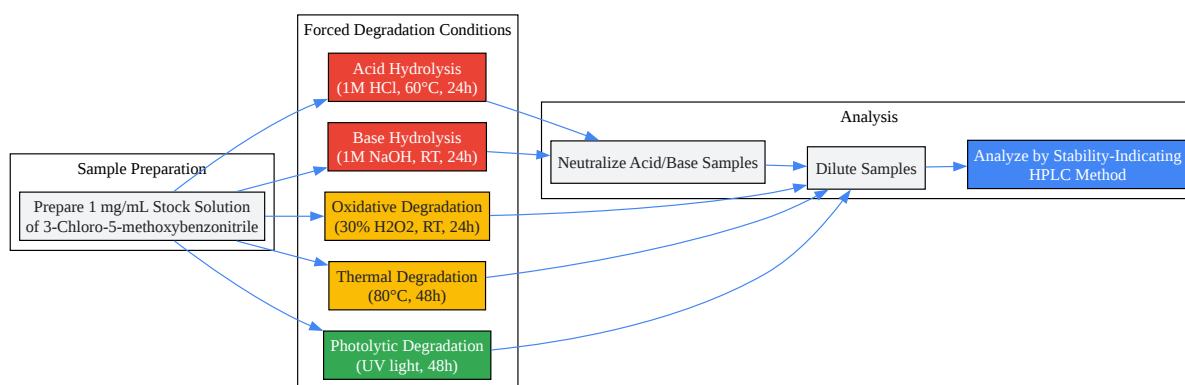 Forced Degradation Conditions
Acid Hydrolysis
(1M HCl, 60°C, 24h)
Base Hydrolysis
(1M NaOH, RT, 24h)
Sample Preparation
Prepare 1 mg/mL Stock Solution
of 3-Chloro-5-methoxybenzonitrile
Oxidative Degradation
(30% H2O2, RT, 24h)
Thermal Degradation
(80°C, 48h)
Photolytic Degradation
(UV light, 48h)
Analysis
Neutralize Acid/Base Samples
Dilute Samples
Analyze by Stability-Indicating
HPLC Method